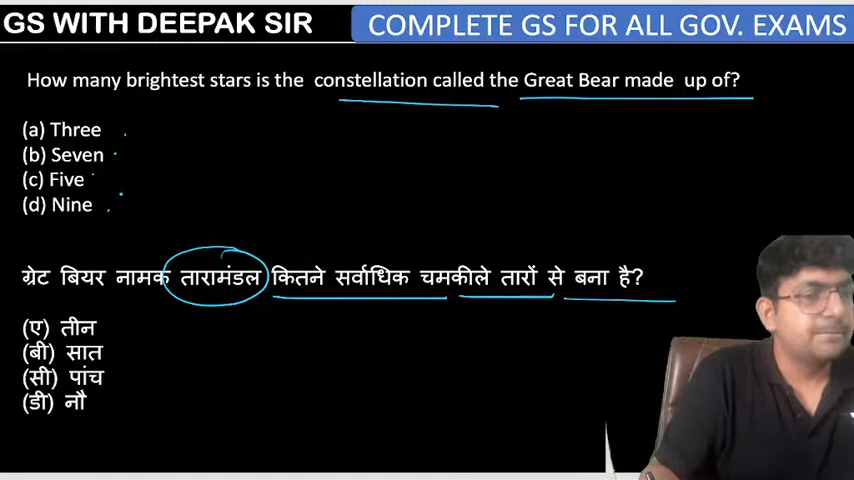 GS WITH DEEPAK SIR
COMPLETE GS FOR ALL GOV. EXAMS
How many brightest stars is the constellation called the Great Bear made up of?
(a) Three
(b) Seven
(c) Five
(d) Nine
ग्रेट बियर नामक तारामंडल कितने सर्वाधिक चमकीले तारों से बना है?
(ए) तीन
(बी) सात
(सी) पांच
(डी) नौ